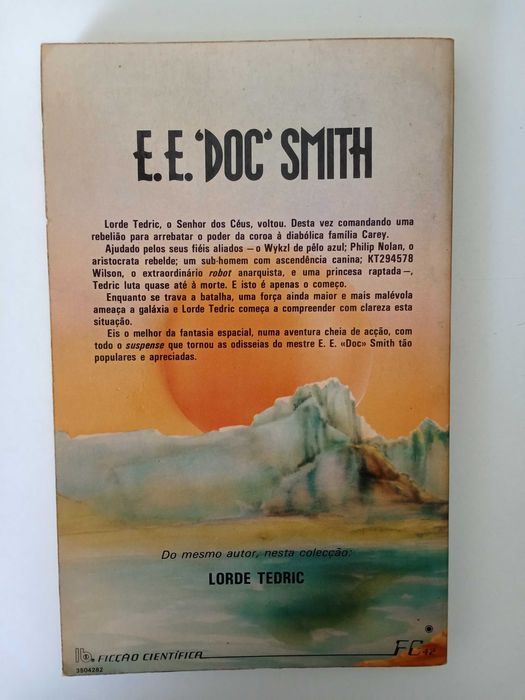 E. E. 'DOC' SMITH
Lorde Tedric, o Senhor dos Céus, voltou. Desta vez comandando uma
rebelião para arrebatar o poder da coroa à diabólica família Carey.
Ajudado pelos seus fiéis aliados — o Wykzl de pêlo azul; Philip Nolan, o
aristocrata rebelde; um sub-homem com ascendência canina; KT294578
Wilson, o extraordinário robot anarquista, e uma princesa raptada —,
Tedric luta quase até à morte. E isto é apenas o começo.
Enquanto se trava a batalha, uma força ainda maior e mais malévola
ameaça a galáxia e Lorde Tedric começa a compreender com clareza esta
situação.
Eis o melhor da fantasia espacial, numa aventura cheia de acção, com
todo o suspense que tornou as odisseias do mestre E. E. «Doc» Smith tão
populares e apreciadas.
Do mesmo autor, nesta colecção:
LORDE TEDRIC
FICÇÃO CIENTÍFICA
FC 42
3504282